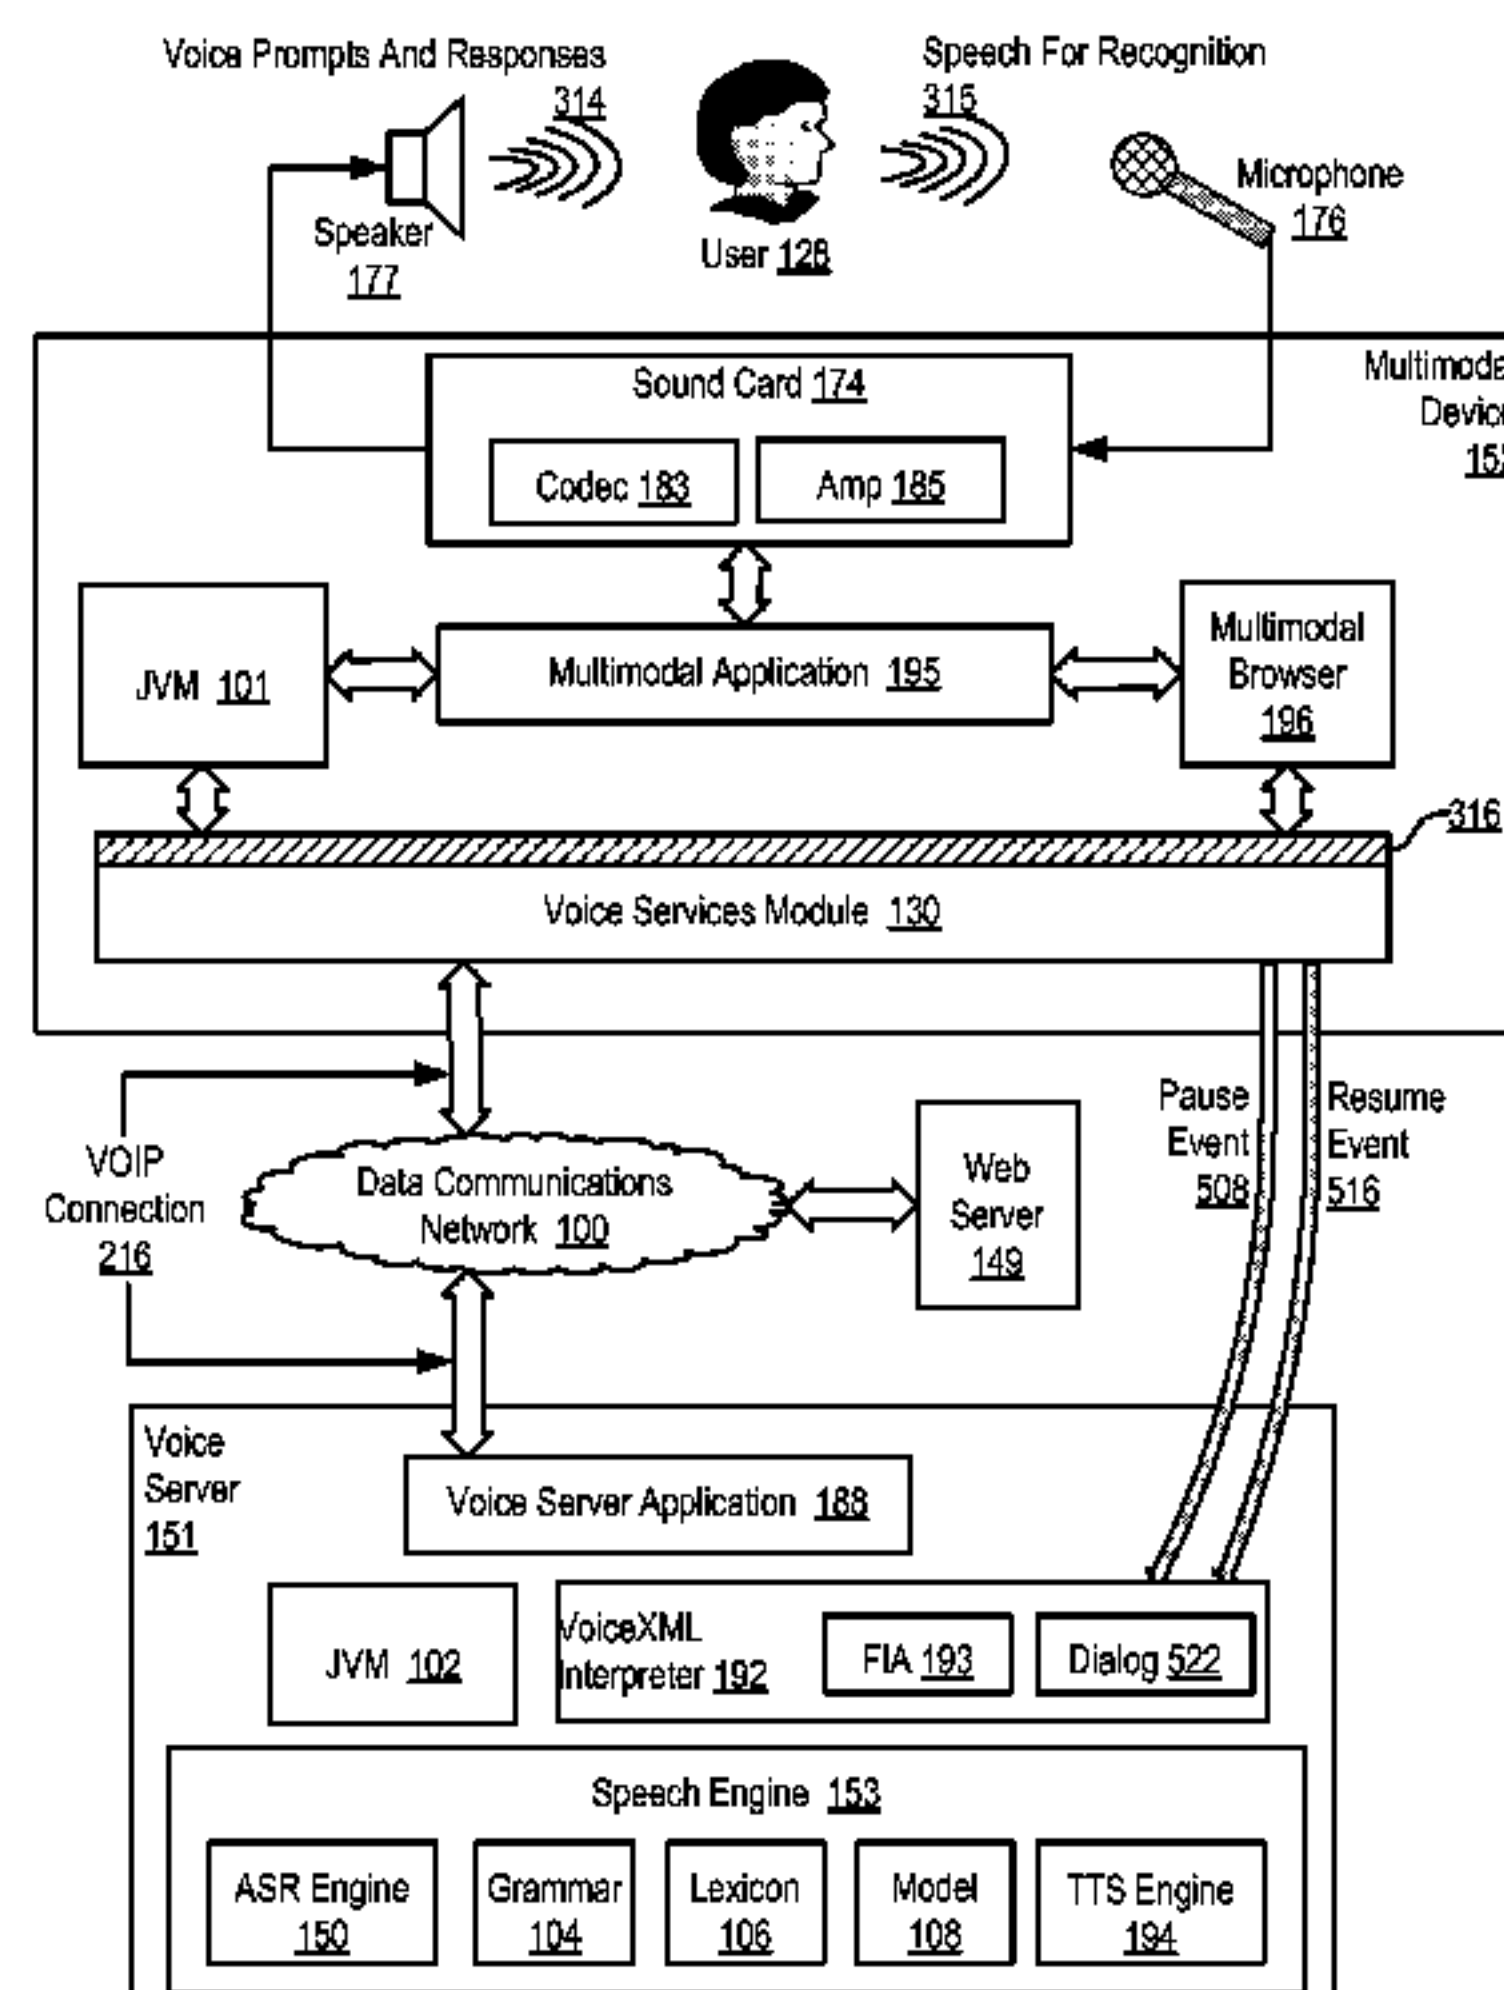 Voice Prompts And Responses
314
Speech For Recognition
315
Speaker
177
User 128
Microphone
176
Sound Card 174
Codec 183
Amp 185
JVM 101
Multimodal Application 195
Multimodal
Browser
196
316
Voice Services Module 130
VOIP
Connection
216
Data Communications
Network 100
Web
Server
149
Pause
Event
508
Resume
Event
516
Voice
Server
151
Voice Server Application 188
JVM 102
VoiceXML
Interpreter 192
FIA 193
Dialog 522
Speech Engine 153
ASR Engine
150
Grammar
104
Lexicon
106
Model
108
TTS Engine
194